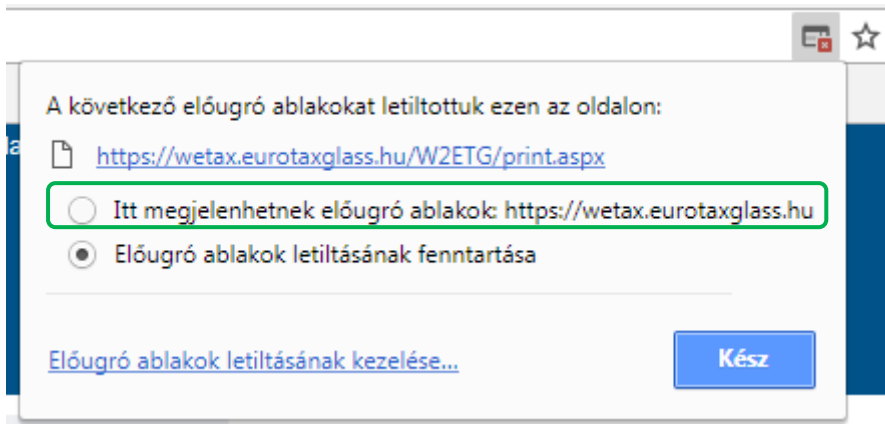 A következő előugró ablakokat letiltottuk ezen az oldalon:
https://wetax.eurotaxglass.hu/W2ETG/print.aspx
Itt megjelenhetnek előugró ablakok: https://wetax.eurotaxglass.hu
Előugró ablakok letiltásának fenntartása
Előugró ablakok letiltásának kezelése...
Kész